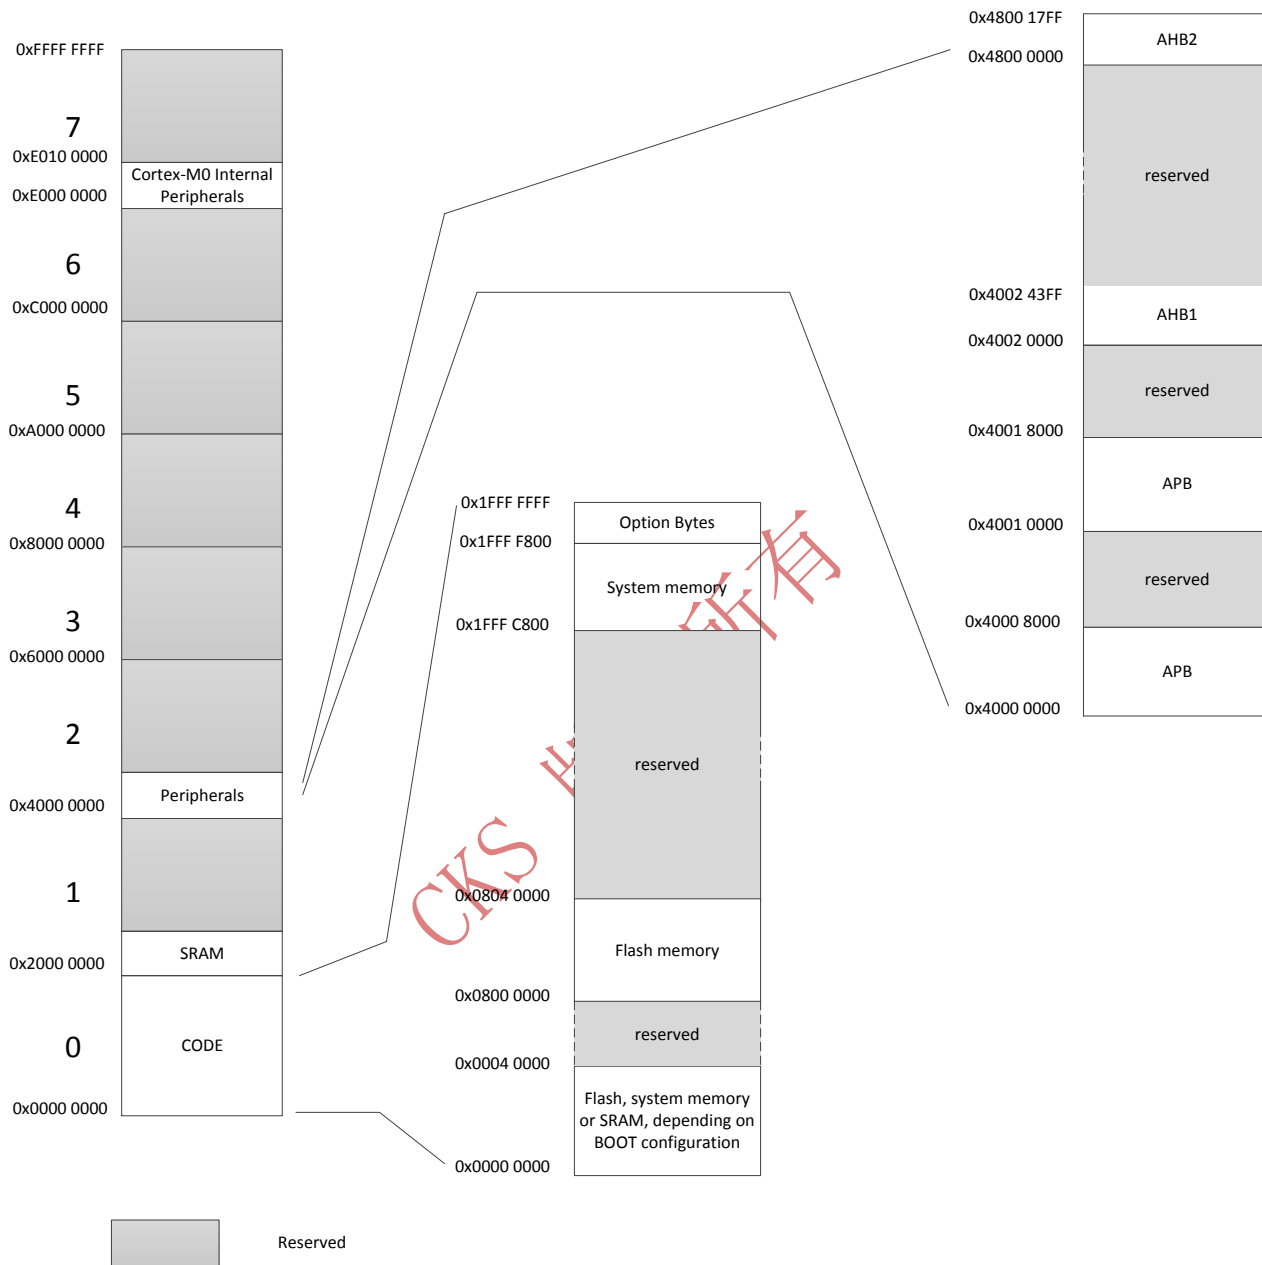 0xFFFF FFFF
7
0xE010 0000
Cortex-M0 Internal
Peripherals
0xE000 0000
6
0xC000 0000
5
0xA000 0000
4
0x8000 0000
3
0x6000 0000
2
Peripherals
0x4000 0000
1
SRAM
0x2000 0000
CODE
0
0x0000 0000
0x1FFF FFFF
Option Bytes
0x1FFF F800
System memory
0x1FFF C800
reserved
0x0804 0000
Flash memory
0x0800 0000
reserved
0x0004 0000
Flash, system memory
or SRAM, depending on
BOOT configuration
0x0000 0000
0x4800 17FF
AHB2
0x4800 0000
reserved
0x4002 43FF
AHB1
0x4002 0000
reserved
0x4001 8000
APB
0x4001 0000
reserved
0x4000 8000
APB
0x4000 0000
CKS
所有
Reserved